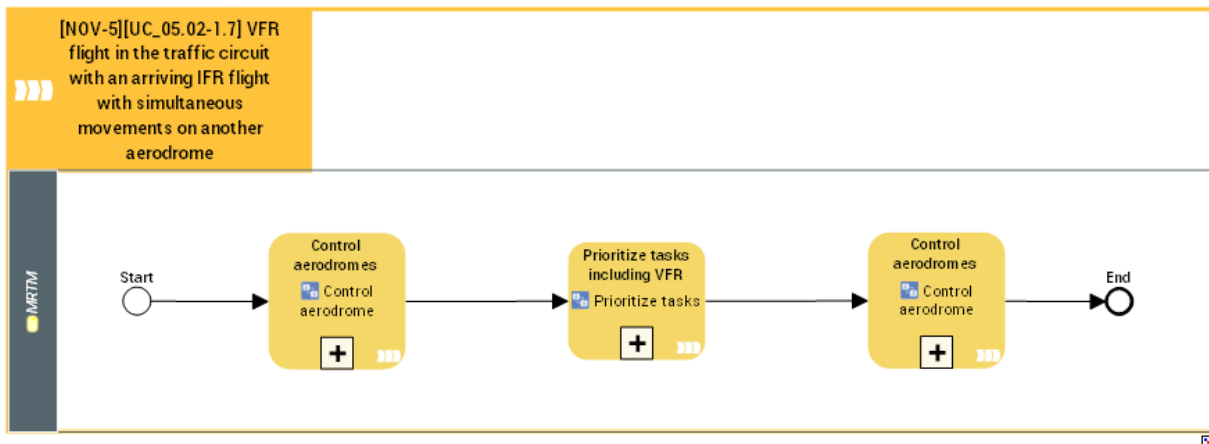 [NOV-5][UC_05.02-1.7] VFR
flight in the traffic circuit
with an arriving IFR flight
with simultaneous
movements on another
aerodrome
MRTM
Start
Control
aerodromes
Control
aerodrome
Prioritize tasks
including VFR
Prioritize tasks
Control
aerodromes
Control
aerodrome
End